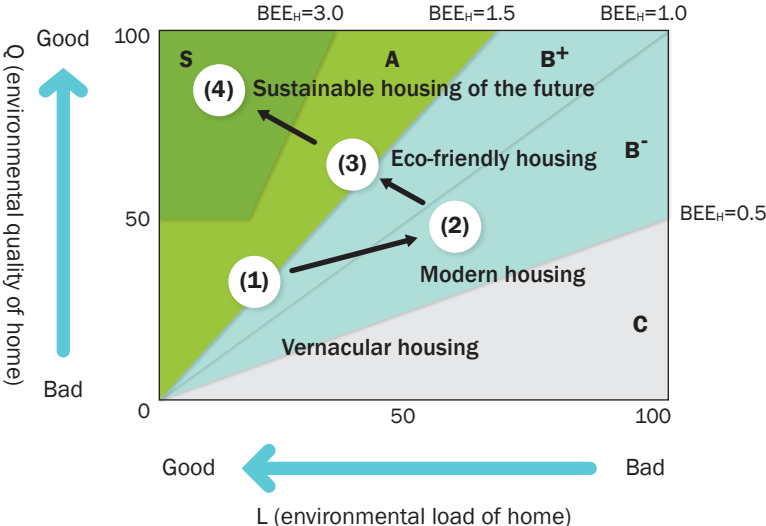 BEEH=3.0 BEEH=1.5 BEEH=1.0
Good
100
S A B+
(4) Sustainable housing of the future
(3) Eco-friendly housing B-
Q (environmental quality of home)
50
BEEH=0.5
(2)
(1) Modern housing
C
Vernacular housing
Bad
0 50 100
Good Bad
L (environmental load of home)